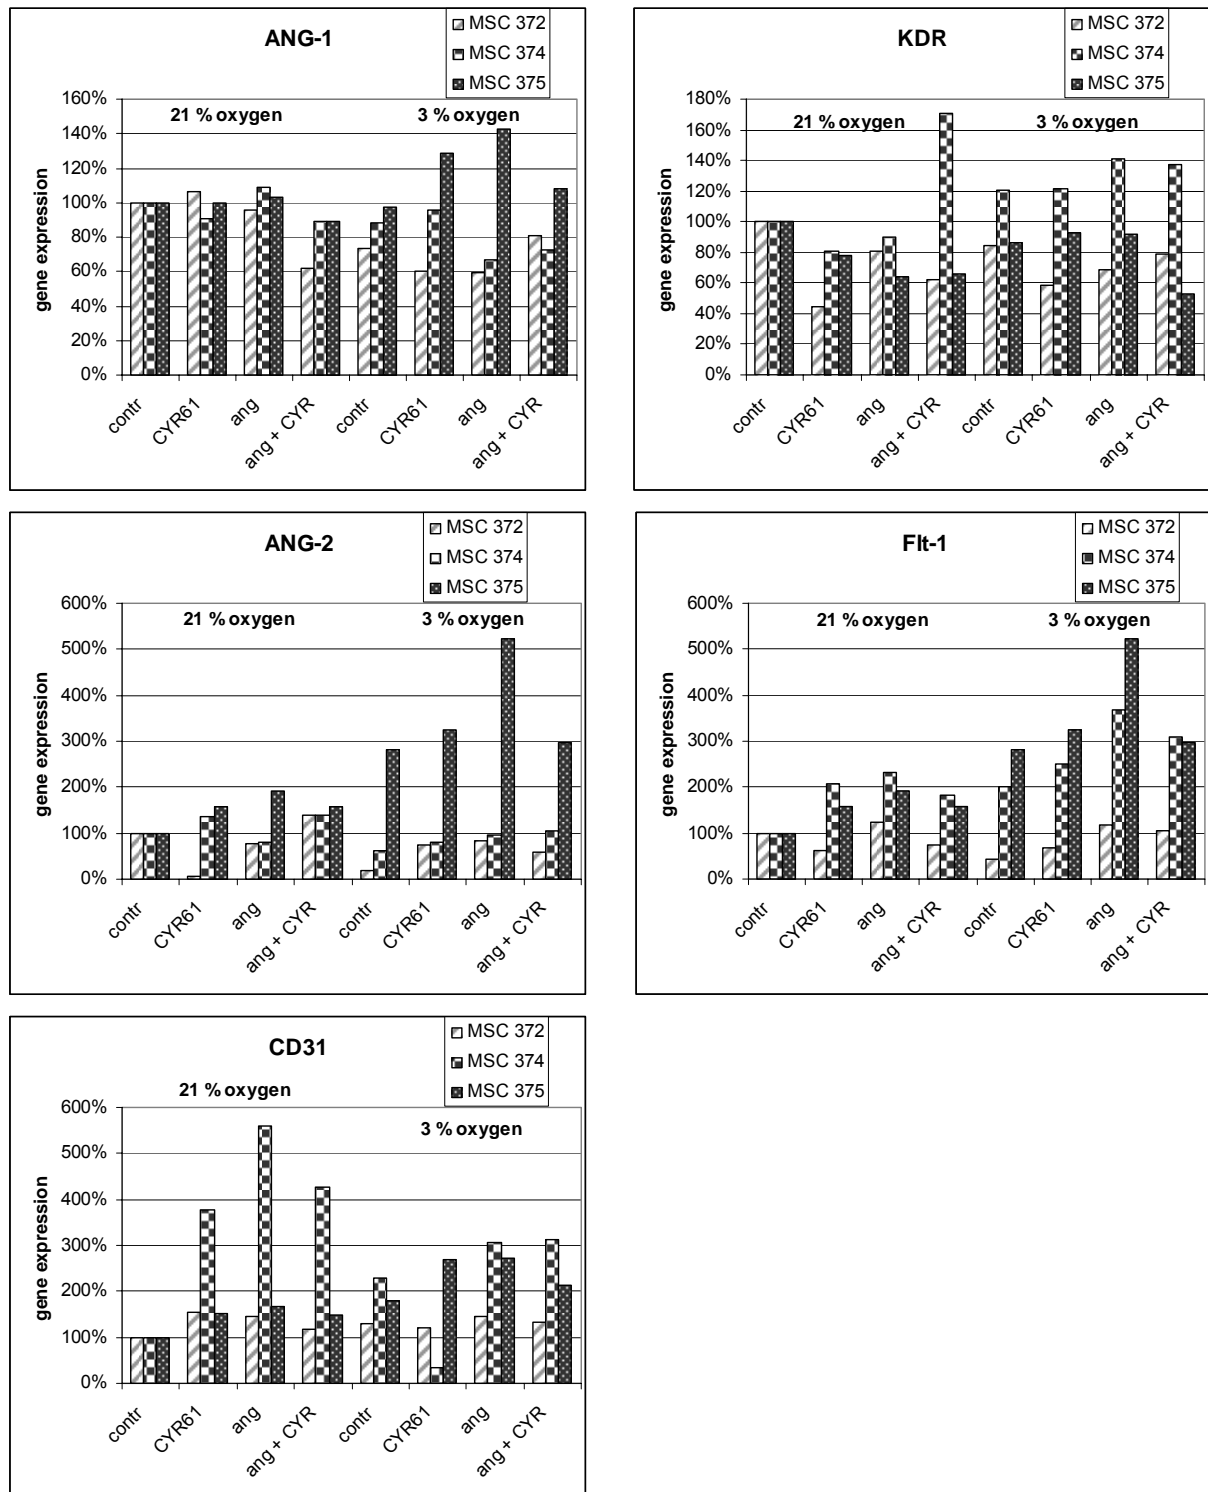 ANG-1
MSC 372
MSC 374
MSC 375
160%
140%
120%
100%
80%
60%
40%
20%
0%
gene expression
21 % oxygen
3 % oxygen
contr
CYR61
ang
ang + CYR
contr
CYR61
ang
ang + CYR
KDR
MSC 372
MSC 374
MSC 375
180%
160%
140%
120%
100%
80%
60%
40%
20%
0%
gene expression
21 % oxygen
3 % oxygen
contr
CYR61
ang
ang + CYR
contr
CYR61
ang
ang + CYR
ANG-2
MSC 372
MSC 374
MSC 375
600%
500%
400%
300%
200%
100%
0%
gene expression
21 % oxygen
3 % oxygen
contr
CYR61
ang
ang + CYR
contr
CYR61
ang
ang + CYR
Flt-1
MSC 372
MSC 374
MSC 375
600%
500%
400%
300%
200%
100%
0%
gene expression
21 % oxygen
3 % oxygen
contr
CYR61
ang
ang + CYR
contr
CYR61
ang
ang + CYR
CD31
MSC 372
MSC 374
MSC 375
21 % oxygen
600%
500%
400%
300%
200%
100%
0%
gene expression
3 % oxygen
contr
CYR61
ang
ang + CYR
contr
CYR61
ang
ang + CYR